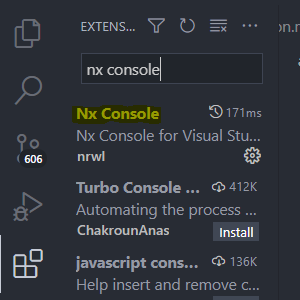 EXTENS...
on.n
nx console
Nx Console
171ms
Nx Console for Visual Stu...
nrwl
606
Turbo Console ...
412K
Automating the process ...
ChakrounAnas
Install
javascript cons...
136K
Help insert and remove c...